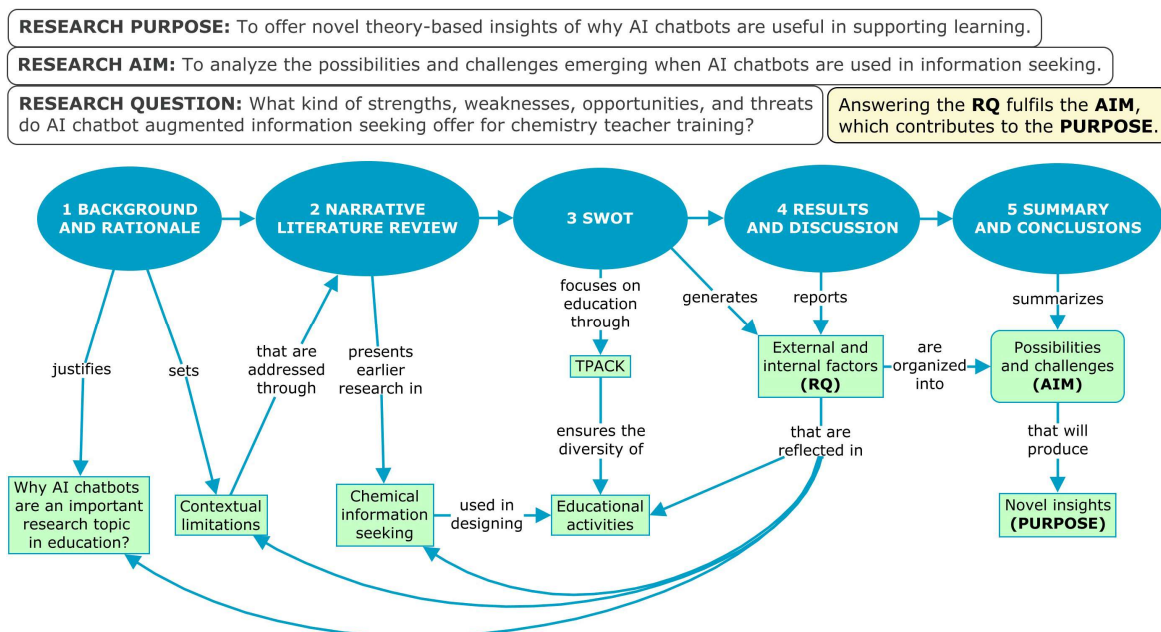 RESEARCH PURPOSE: To offer novel theory-based insights of why AI chatbots are useful in supporting learning.
RESEARCH AIM: To analyze the possibilities and challenges emerging when AI chatbots are used in information seeking.
RESEARCH QUESTION: What kind of strengths, weaknesses, opportunities, and threats
do AI chatbot augmented information seeking offer for chemistry teacher training?
Answering the RQ fulfils the AIM,
which contributes to the PURPOSE.
1 BACKGROUND
AND RATIONALE
2 NARRATIVE
LITERATURE REVIEW
3 SWOT
4 RESULTS
AND DISCUSSION
5 SUMMARY
AND CONCLUSIONS
focuses on
education
through
generates
reports
summarizes
justifies
sets
that are
addressed
through
presents
earlier
research in
TPACK
External and
internal factors
(RQ)
are
organized
into
Possibilities
and challenges
(AIM)
ensures the
diversity of
that are
reflected in
that will
produce
Why AI chatbots
are an important
research topic
in education?
Contextual
limitations
Chemical
information
seeking
used in
designing
Educational
activities
Novel insights
(PURPOSE)